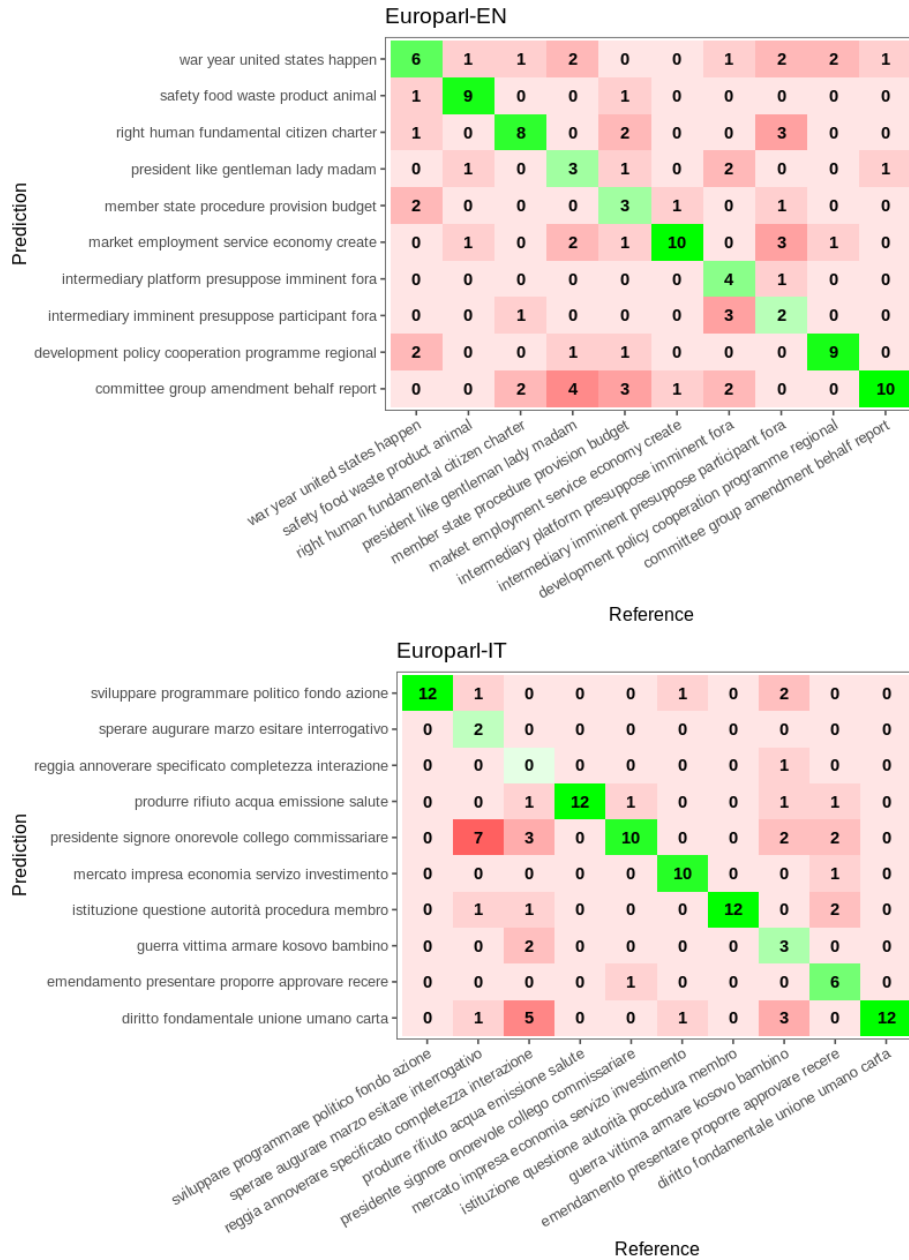 Europarl-EN
Prediction
war year united states happen 6 1 1 2 0 0 1 2 2 1
safety food waste product animal 1 9 0 0 1 0 0 0 0 0
right human fundamental citizen charter 1 0 8 0 2 0 0 3 0 0
president like gentleman lady madam 0 1 0 3 1 0 2 0 0 1
member state procedure provision budget 2 0 0 0 3 1 0 1 0 0
market employment service economy create 0 1 0 2 1 10 0 3 1 0
intermediary platform presuppose imminent fora 0 0 0 0 0 0 4 1 0 0
intermediary imminent presuppose participant fora 0 0 1 0 0 0 3 2 0 0
development policy cooperation programme regional 2 0 0 1 1 0 0 0 9 0
committee group amendment behalf report 0 0 2 4 3 1 2 0 0 10
war year united states happen
safety food waste product animal
right human fundamental citizen charter
president like gentleman lady madam
member state procedure provision budget
market employment service economy create
intermediary platform presuppose imminent fora
intermediary imminent presuppose participant fora
development policy cooperation programme regional
committee group amendment behalf report
Reference
Europarl-IT
Prediction
sviluppare programmare politico fondo azione 12 1 0 0 0 1 0 2 0 0
sperare augurare marzo esitare interrogativo 0 2 0 0 0 0 0 0 0 0
reggia annoverare specificato completezza interazione 0 0 0 0 0 0 0 1 0 0
produrre rifiuto acqua emissione salute 0 0 1 12 1 0 0 1 1 0
presidente signore onorevole collego commissariare 0 7 3 0 10 0 0 2 2 0
mercato impresa economia servizo investimento 0 0 0 0 0 10 0 0 1 0
istituzione questione autorità procedura membro 0 1 1 0 0 0 12 0 2 0
guerra vittima armare kosovo bambino 0 0 2 0 0 0 0 3 0 0
emendamento presentare proporre approvare recere 0 0 0 0 1 0 0 0 6 0
diritto fondamentale unione umano carta 0 1 5 0 0 1 0 3 0 12
sviluppare programmare politico fondo azione
sperare augurare marzo esitare interrogativo
reggia annoverare specificato completezza interazione
produrre rifiuto acqua emissione salute
presidente signore onorevole collego commissariare
mercato impresa economia servizo investimento
istituzione questione autorità procedura membro
guerra vittima armare kosovo bambino
emendamento presentare proporre approvare recere
diritto fondamentale unione umano carta
Reference